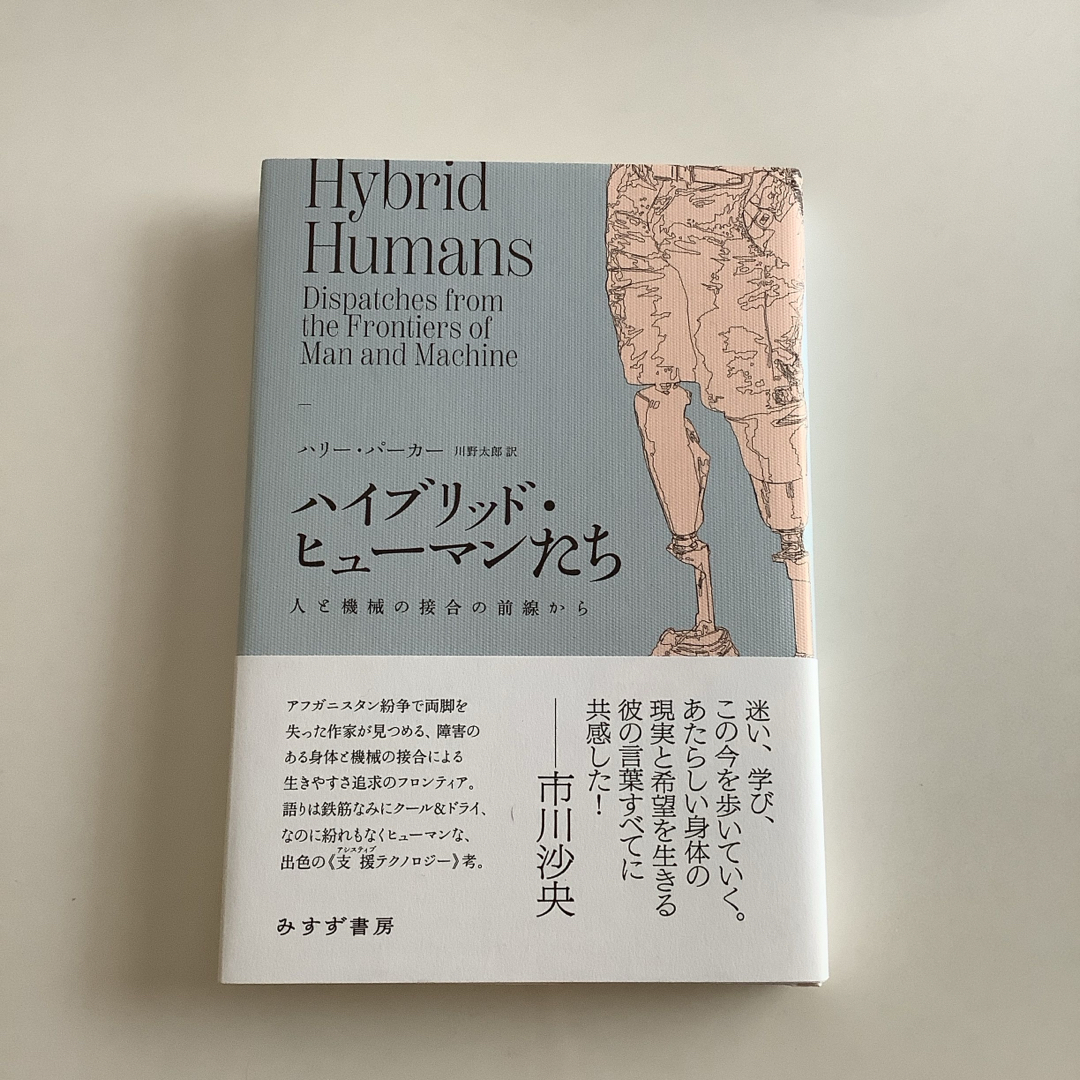 Hybrid
Humans
Dispatches from
the Frontiers of
Man and Machine
ハリー・パーカー 川野太郎 訳
ハイブリッド・
ヒューマンたち
人と機械の接合の前線から
迷い、学び、
この今を歩いていく。
あたらしい身体の
現実と希望を生きる
彼の言葉すべてに
共感した!
──市川沙央
アフガニスタン紛争で両脚を
失った作家が見つめる、障害の
ある身体と機械の接合による
生きやすさ追求のフロンティア。
語りは鉄筋なみにクール&ドライ、
なのに紛れもなくヒューマンな、
アシスティブ
出色の《支援テクノロジー》考。
みすず書房